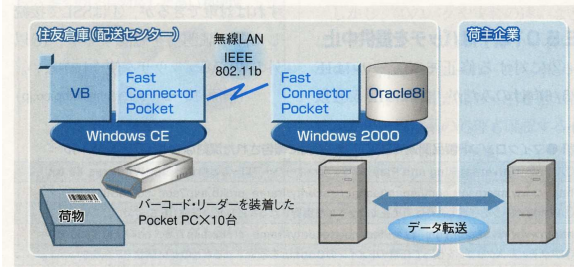 住友倉庫(配送センター)
荷主企業
無線LAN
IEEE
802.11b
VB
Fast
Connector
Pocket
Fast
Connector
Pocket
Oracle8i
Windows CE
Windows 2000
荷物
バーコード・リーダーを装着した
Pocket PC×10台
データ転送